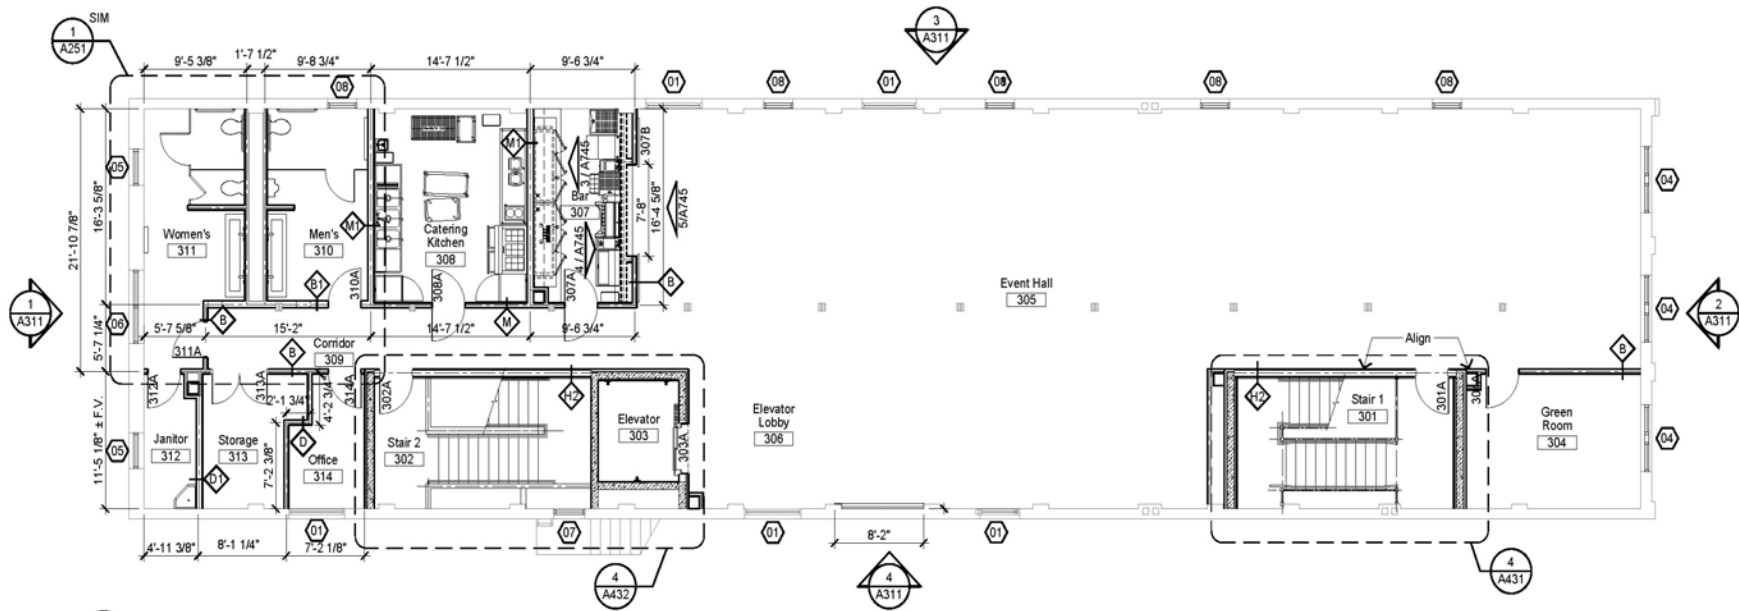 1
A251
SIM
9'-5 3/8"
1'-7 1/2"
9'-8 3/4"
14'-7 1/2"
9'-6 3/4"
3
A311
08
01
08
01
08
08
08
05
21'-10 7/8"
16'-3 5/8"
Women's
311
Men's
310
M1
Catering
Kitchen
308
M1
Bar
307
3 / A745
4 / A745
307B
7'-8"
16'-4 5/8"
5/A745
04
Event Hall
305
04
04
1
A311
2
A311
06
05
5'-7 1/4"
11'-5 1/8" ± F.V.
B1
310A
308A
307A
M
B
B
5'-7 5/8"
15'-2"
14'-7 1/2"
9'-6 3/4"
311A
B
Corridor
309
312A
313A
314A
302A
2'-1 3/4"
4'-2 3/4"
H2
Align
B
Janitor
312
Storage
313
D
D1
7'-2 3/8"
Office
314
Stair 2
302
Elevator
303
303A
Elevator
Lobby
306
H2
Stair 1
301
301A
Green
Room
304
01
07
01
01
4'-11 3/8"
8'-1 1/4"
7'-2 1/8"
8'-2"
4
A432
4
A311
4
A431